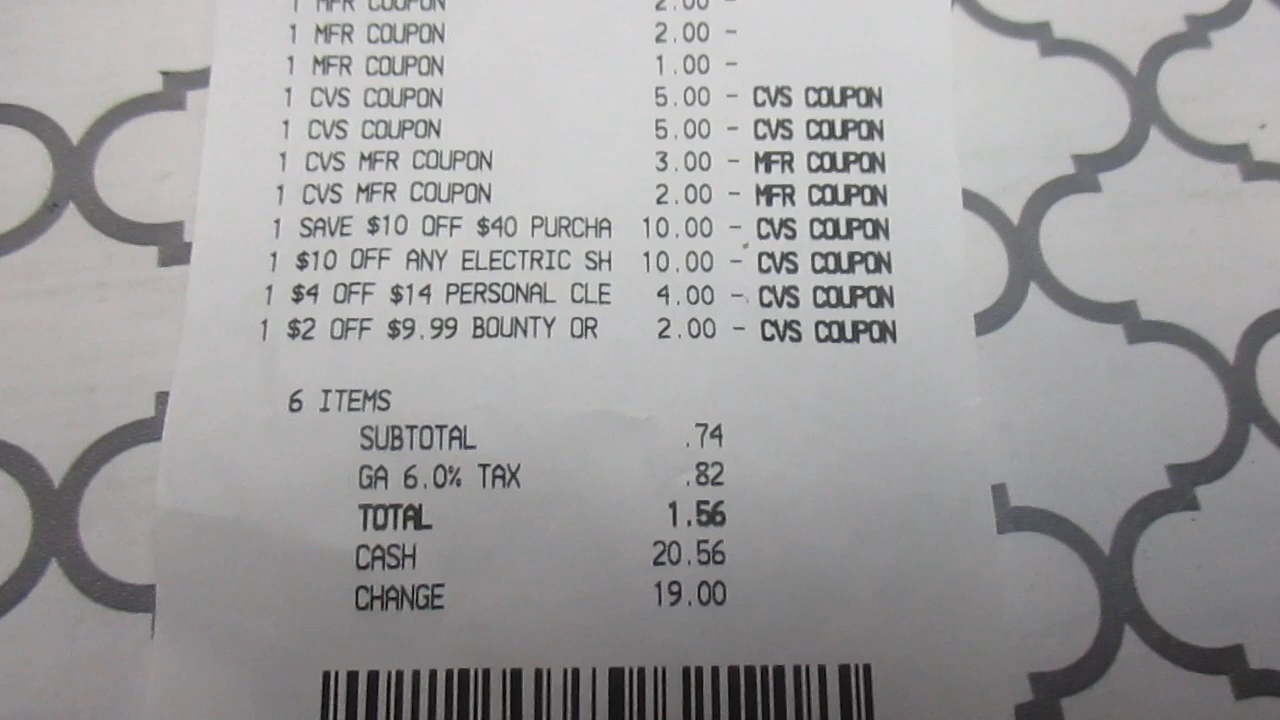 1 MFR COUPON 2.00 -
1 MFR COUPON 2.00 -
1 MFR COUPON 1.00 -
1 CVS COUPON 5.00 - CVS COUPON
1 CVS COUPON 5.00 - CVS COUPON
1 CVS MFR COUPON 3.00 - MFR COUPON
1 CVS MFR COUPON 2.00 - MFR COUPON
1 SAVE $10 OFF $40 PURCHA 10.00 - CVS COUPON
1 $10 OFF ANY ELECTRIC SH 10.00 - CVS COUPON
1 $4 OFF $14 PERSONAL CLE 4.00 - CVS COUPON
1 $2 OFF $9.99 BOUNTY OR 2.00 - CVS COUPON
6 ITEMS
SUBTOTAL .74
GA 6.0% TAX .82
TOTAL 1.56
CASH 20.56
CHANGE 19.00